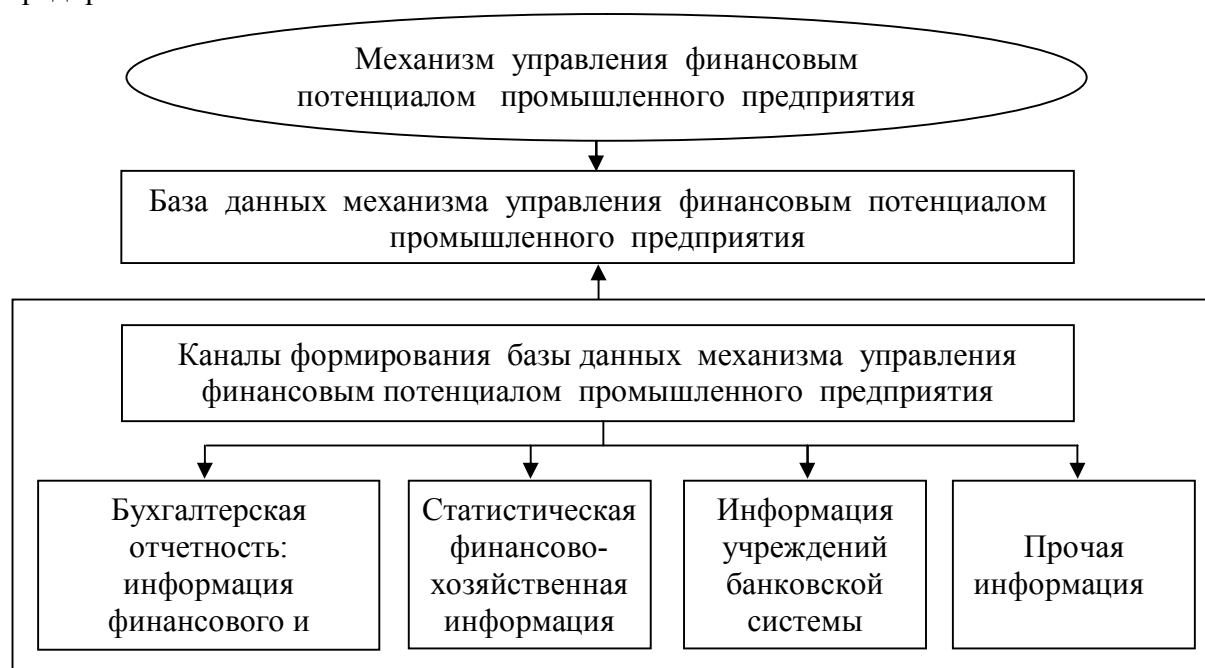 Механизм управления финансовым
потенциалом промышленного предприятия
База данных механизма управления финансовым потенциалом
промышленного предприятия
Каналы формирования базы данных механизма управления
финансовым потенциалом промышленного предприятия
Бухгалтерская
отчетность:
информация
финансового и
Статистическая
финансово-
хозяйственная
информация
Информация
учреждений
банковской
системы
Прочая
информация